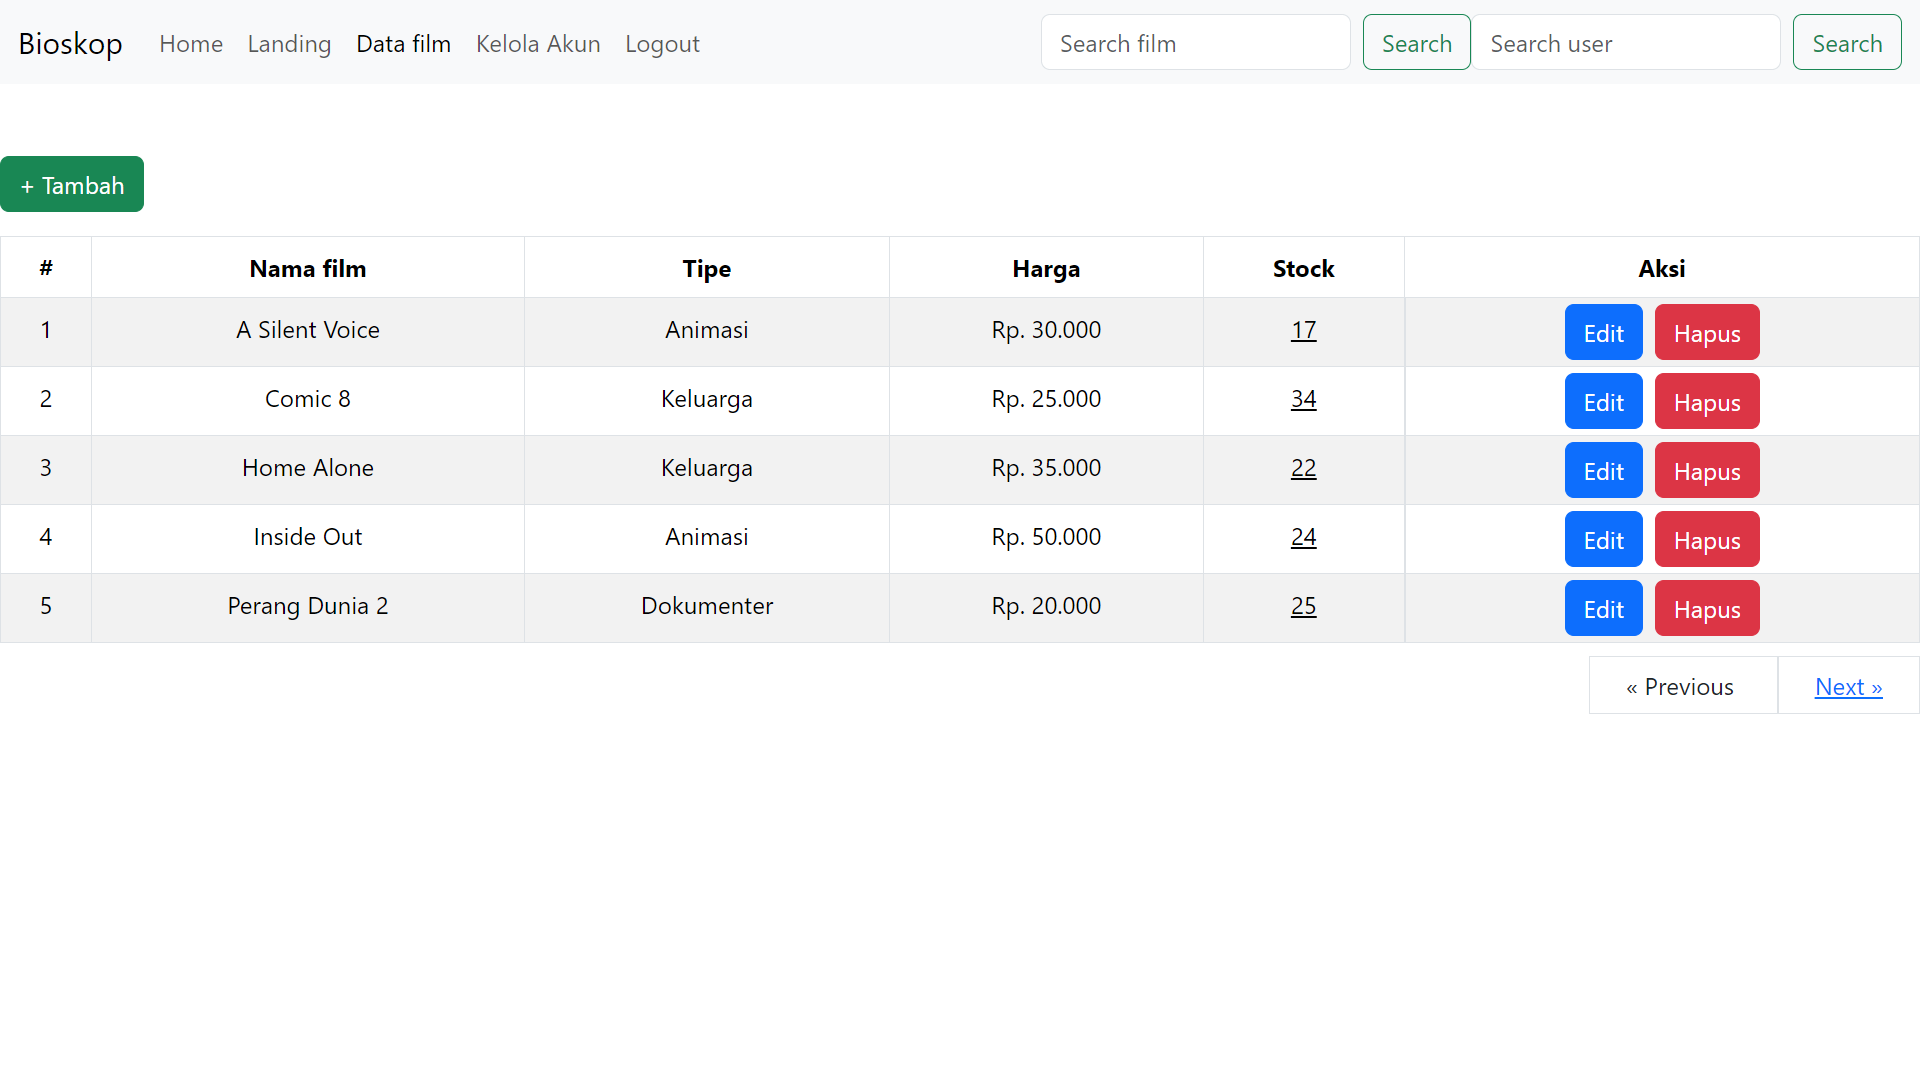 Bioskop Home Landing Data film Kelola Akun Logout Search film Search Search user Search
+ Tambah
# Nama film Tipe Harga Stock Aksi
1 A Silent Voice Animasi Rp. 30.000 17 Edit Hapus
2 Comic 8 Keluarga Rp. 25.000 34 Edit Hapus
3 Home Alone Keluarga Rp. 35.000 22 Edit Hapus
4 Inside Out Animasi Rp. 50.000 24 Edit Hapus
5 Perang Dunia 2 Dokumenter Rp. 20.000 25 Edit Hapus
« Previous Next »